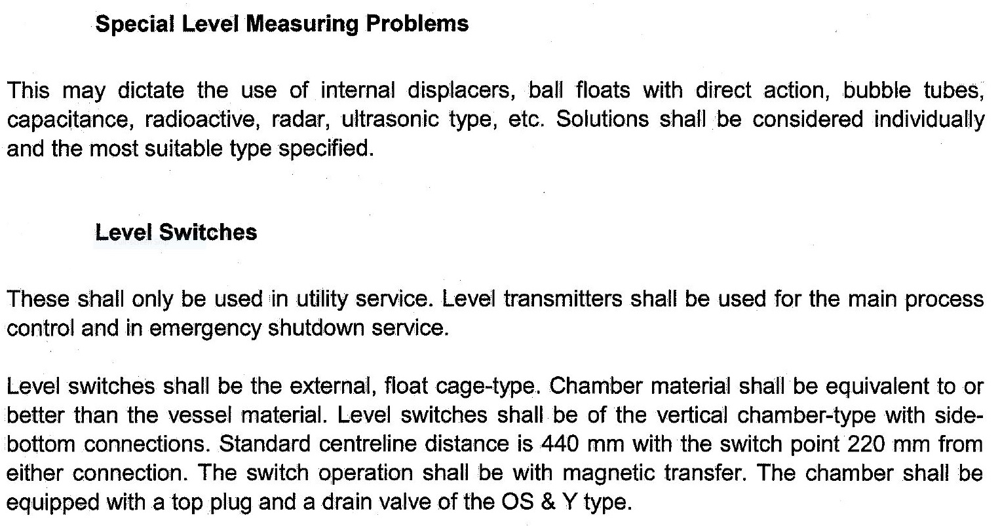 Special Level Measuring Problems
This may dictate the use of internal displacers, ball floats with direct action, bubble tubes,
capacitance, radioactive, radar, ultrasonic type, etc. Solutions shall be considered individually
and the most suitable type specified.
Level Switches
These shall only be used in utility service. Level transmitters shall be used for the main process
control and in emergency shutdown service.
Level switches shall be the external, float cage-type. Chamber material shall be equivalent to or
better than the vessel material. Level switches shall be of the vertical chamber-type with side-
bottom connections. Standard centreline distance is 440 mm with the switch point 220 mm from
either connection. The switch operation shall be with magnetic transfer. The chamber shall be
equipped with a top plug and a drain valve of the OS & Y type.